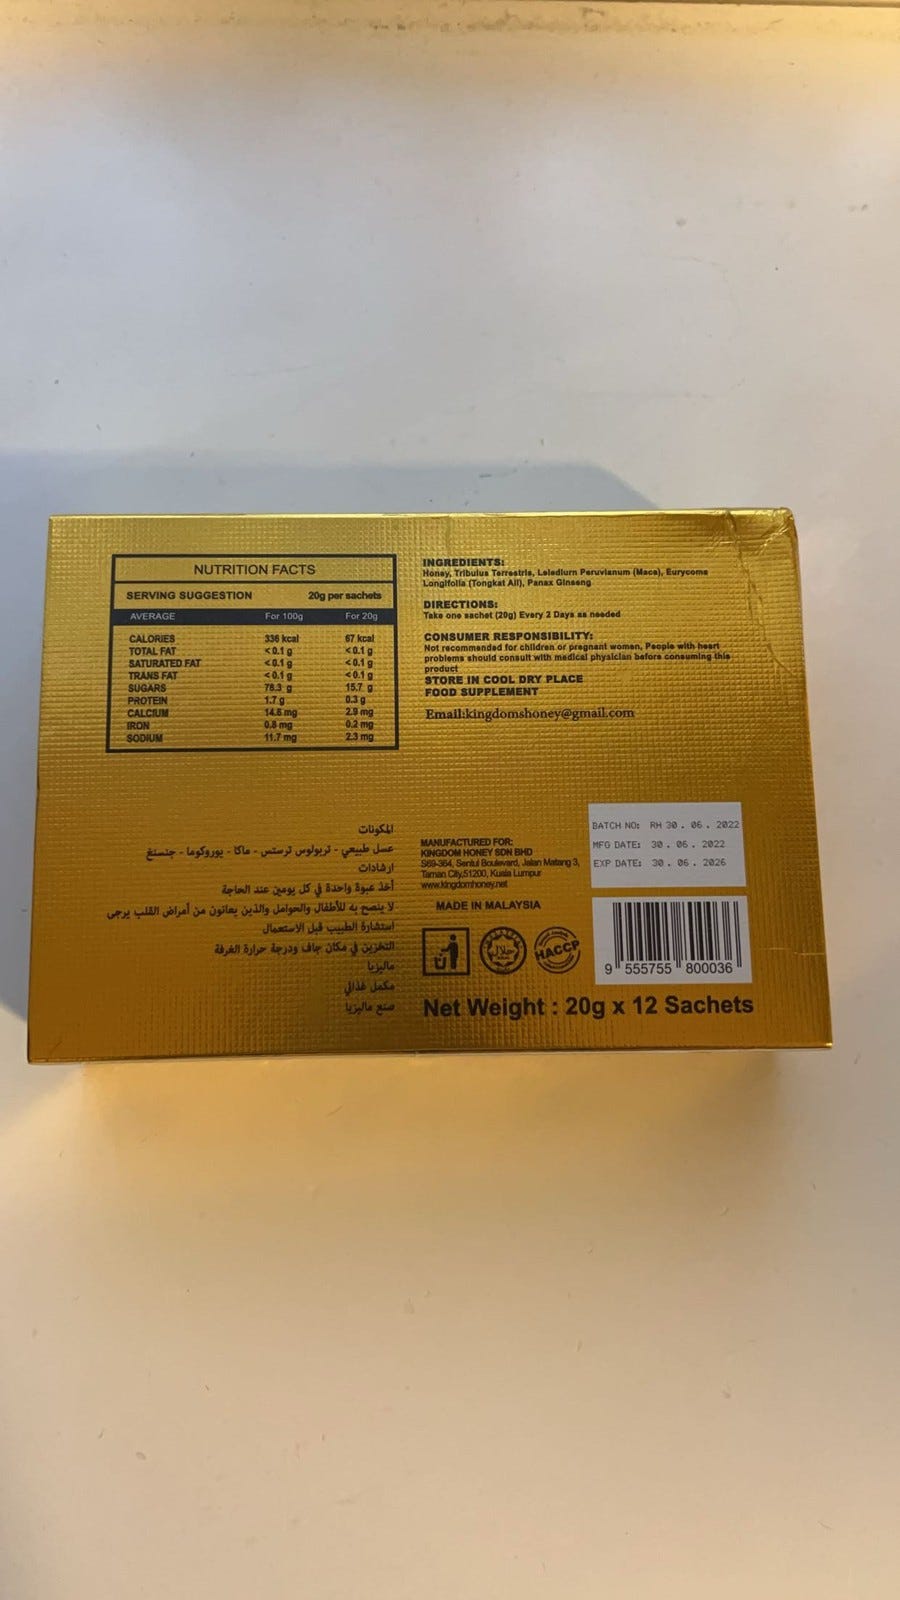 NUTRITION FACTS
SERVING SUGGESTION 20g per sachets
AVERAGE For 100g For 20g
CALORIES 336 kcal 67 kcal
TOTAL FAT <0.1 g <0.1 g
SATURATED FAT <0.1 g <0.1 g
TRANS FAT <0.1 g <0.1 g
SUGARS 78.3 g 15.7 g
PROTEIN 1.7 g 0.3 g
CALCIUM 14.6 mg 2.9 mg
IRON 0.8 mg 0.2 mg
SODIUM 11.7 mg 2.3 mg
INGREDIENTS:
Honey, Tribulus Terrestris, Leiediurn Peruvianum (Maca), Eurycoma
Longifolia (Tongkat Ali), Panax Ginseng
DIRECTIONS:
Take one sachet (20g) Every 2 Days as needed
CONSUMER RESPONSIBILITY:
Not recommended for children or pregnant women, People with heart
problems should consult with medical physician before consuming this
product
STORE IN COOL DRY PLACE
FOOD SUPPLEMENT
Email:kingdomshoney@gmail.com
المكونات
عسل طبيعي - تربولوس ترستس - ماكا - يوروكوما - جنسنغ
ارشادات
أخذ عبوة واحدة في كل يومين عند الحاجة
لا ينصح به للأطفال والحوامل والذين يعانون من أمراض القلب يرجى
استشارة الطبيب قبل الاستعمال
التخزين في مكان جاف ودرجة حرارة الغرفة
ماليزيا
مكمل غذائي
صنع ماليزيا
MANUFACTURED FOR:
KINGDOM HONEY SDN BHD
S69-364, Sentul Boulevard, Jalan Matang 3,
Taman City,51200, Kuala Lumpur
www.kingdomhoney.net
MADE IN MALAYSIA
حلال
HACCP
BATCH NO: RH 30 . 06 . 2022
MFG DATE: 30 . 06 . 2022
EXP DATE: 30 . 06 . 2026
9 555755 800036
Net Weight : 20g x 12 Sachets